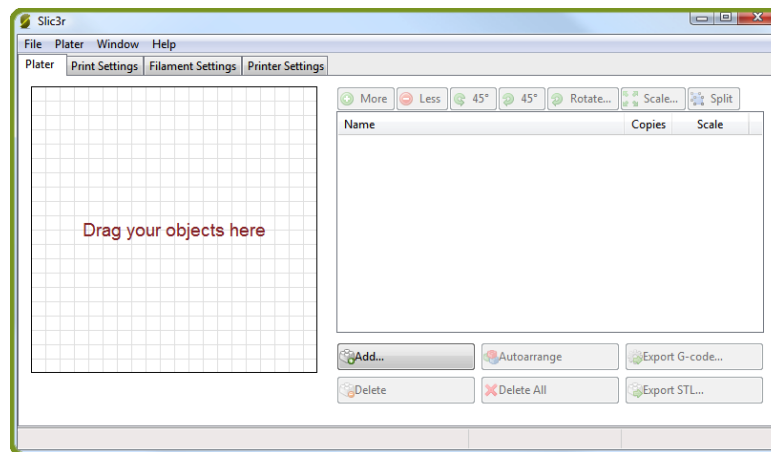 Slic3r
File Plater Window Help
Plater Print Settings Filament Settings Printer Settings
More Less 45° 45° Rotate... Scale... Split
Name Copies Scale
Drag your objects here
Add... Autoarrange Export G-code...
Delete Delete All Export STL...